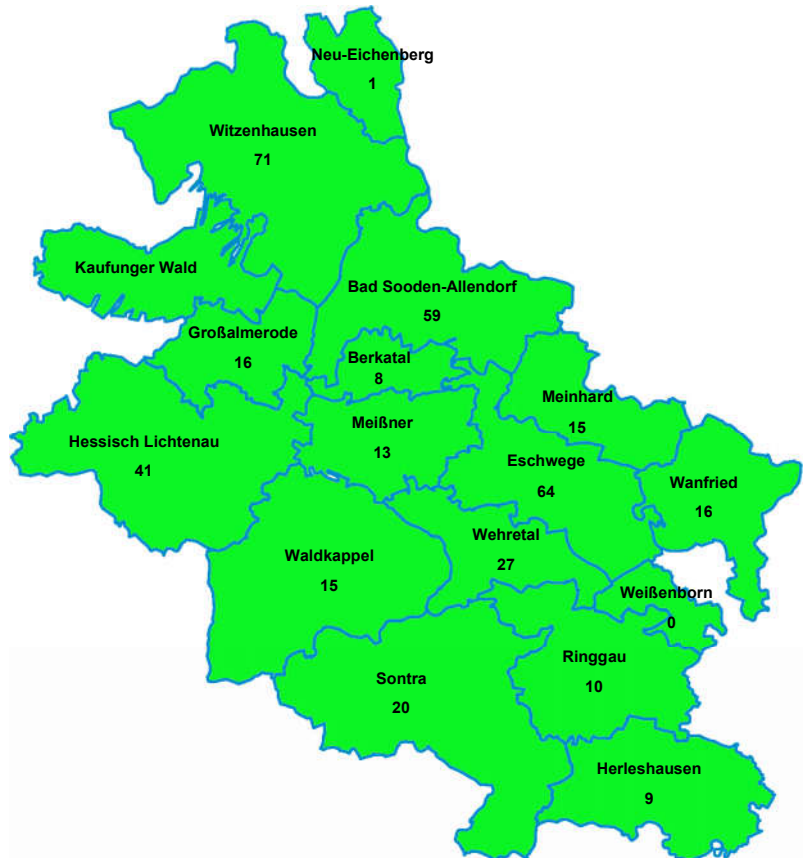 Neu-Eichenberg
1
Witzenhausen
71
Kaufunger Wald
Bad Sooden-Allendorf
59
Großalmerode
16
Berkatal
8
Meinhard
15
Meißner
13
Hessisch Lichtenau
41
Eschwege
64
Wanfried
16
Wehretal
27
Waldkappel
15
Weißenborn
0
Ringgau
10
Sontra
20
Herleshausen
9